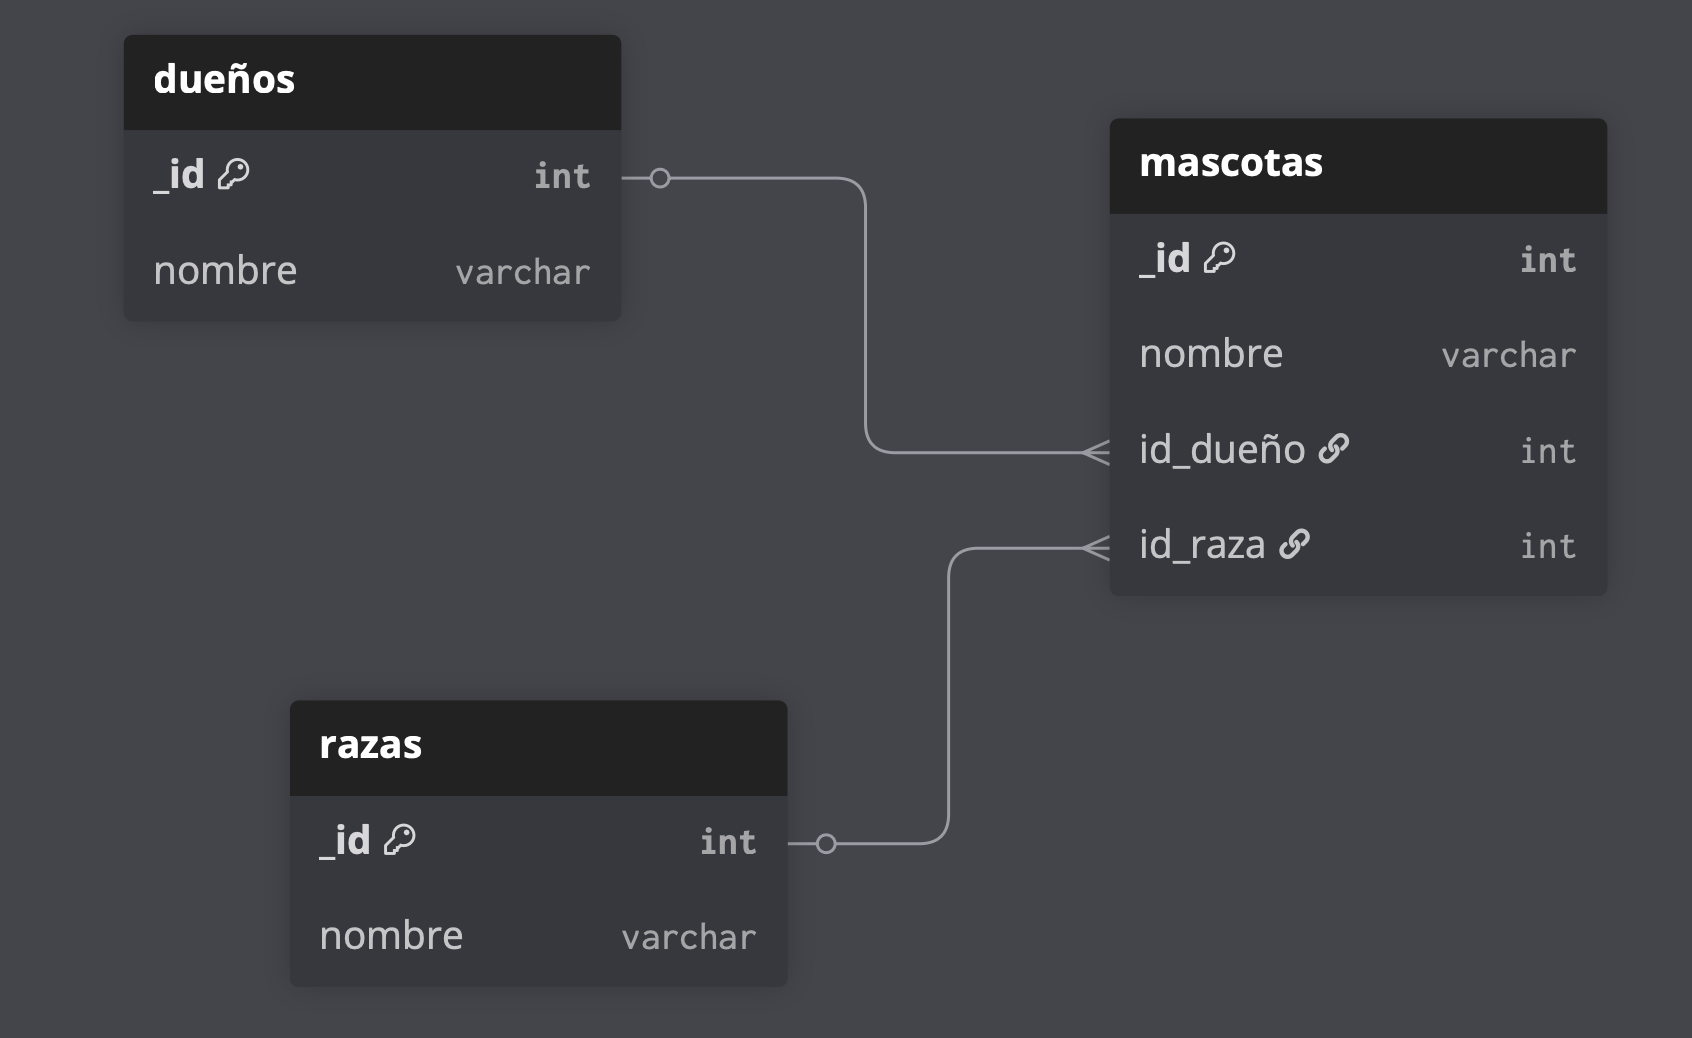 dueños
_id int
nombre varchar
mascotas
_id int
nombre varchar
id_dueño int
id_raza int
razas
_id int
nombre varchar